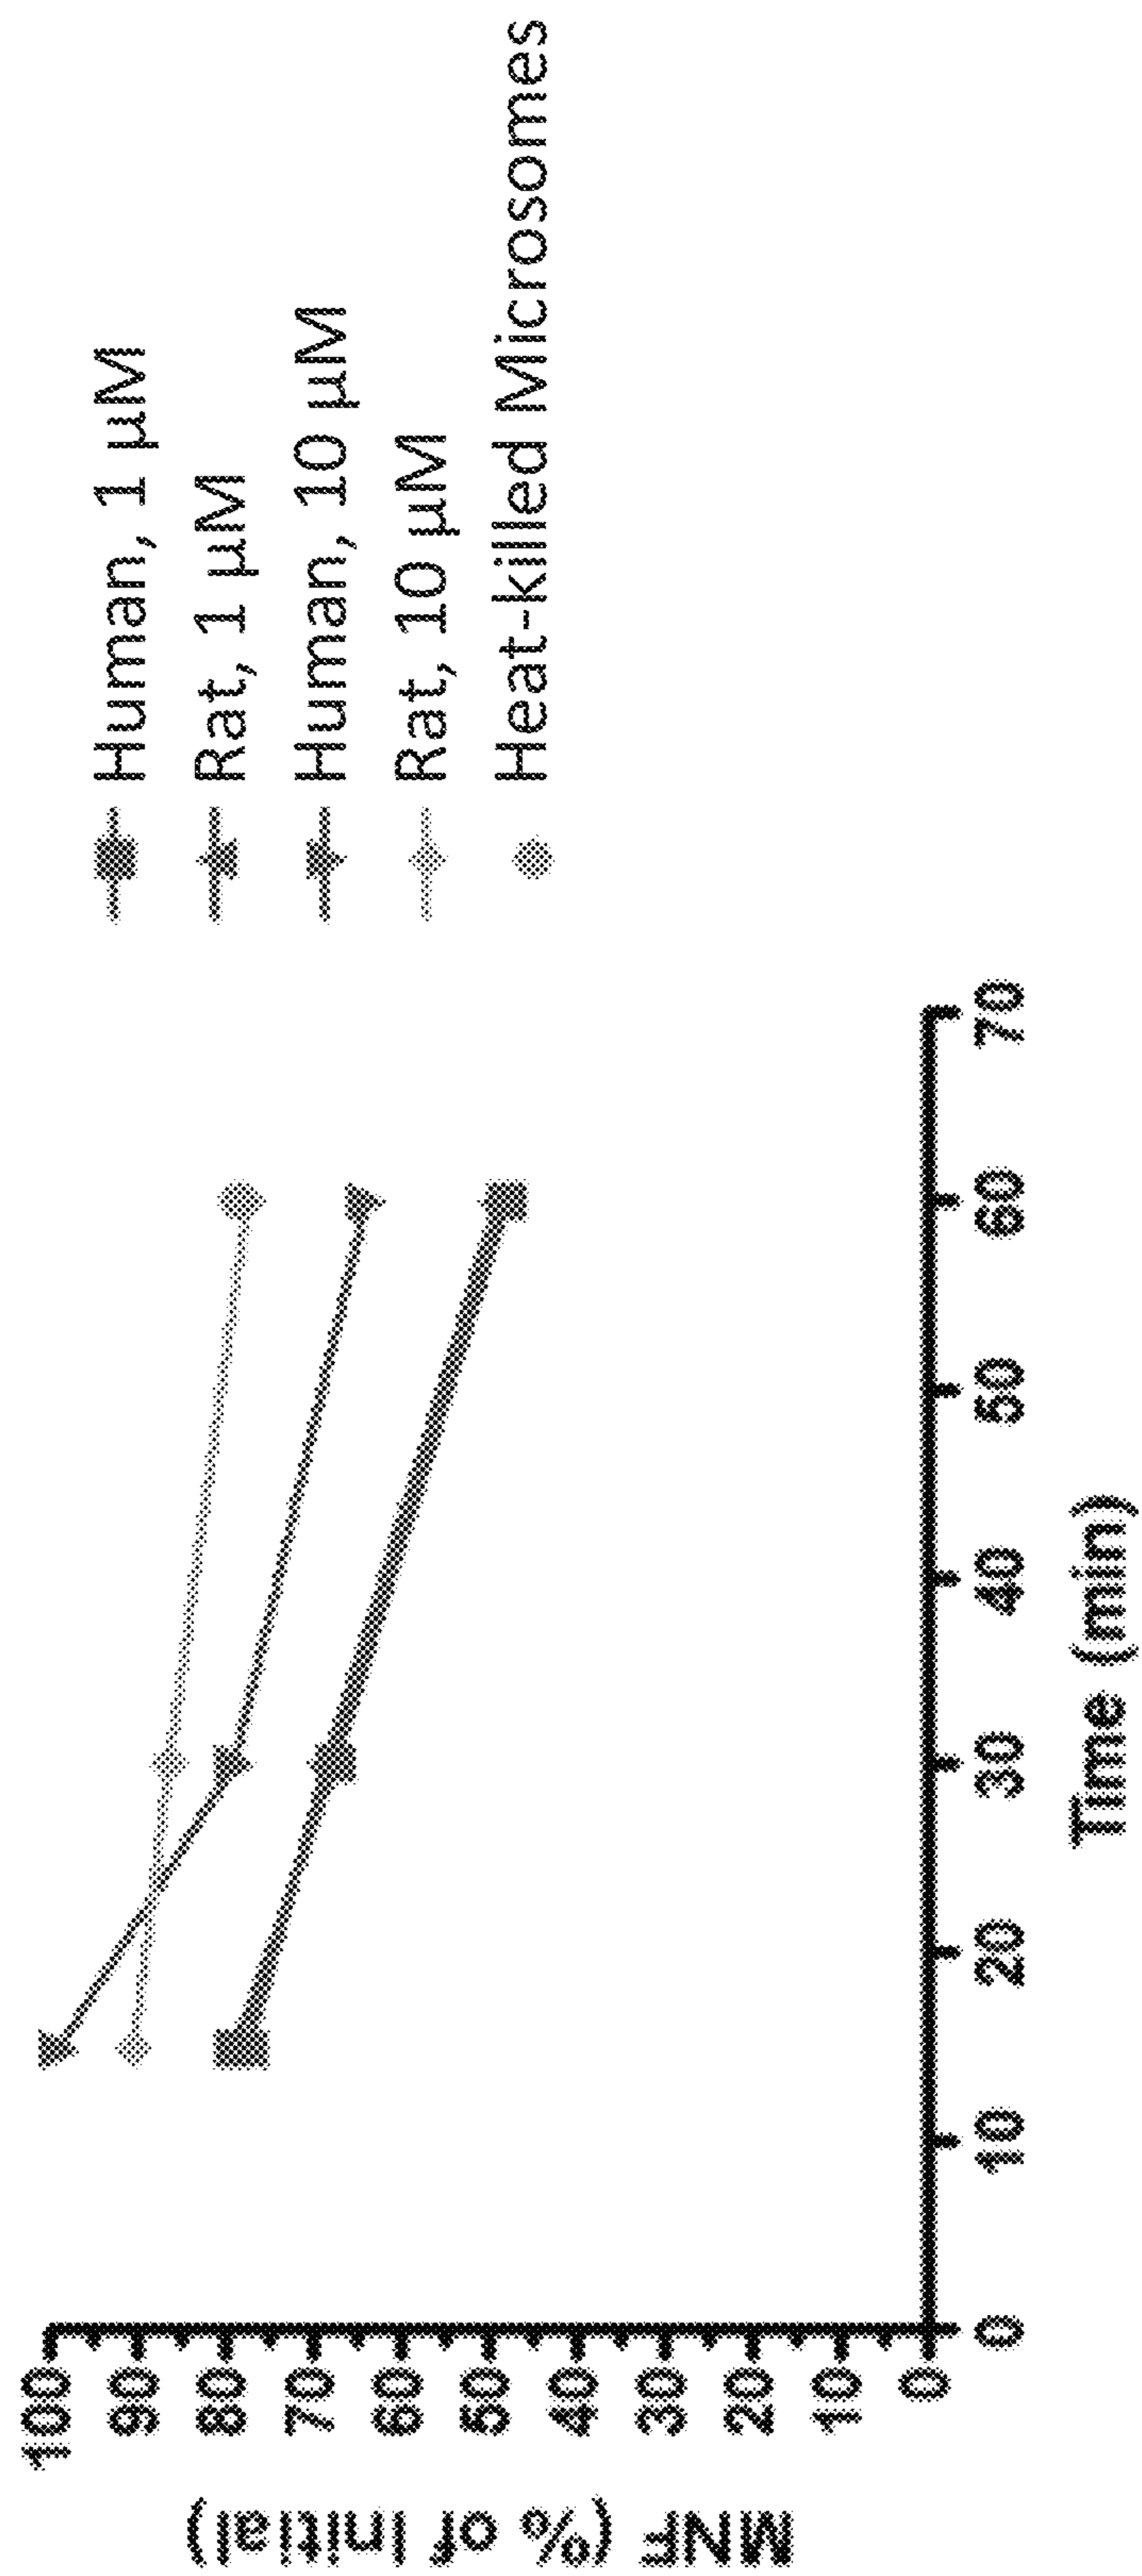 MNF (% of Initial)
100
90
80
70
60
50
40
30
20
10
0
0 10 20 30 40 50 60 70
Time (min)
Human, 1 µM
Rat, 1 µM
Human, 10 µM
Rat, 10 µM
Heat-killed Microsomes